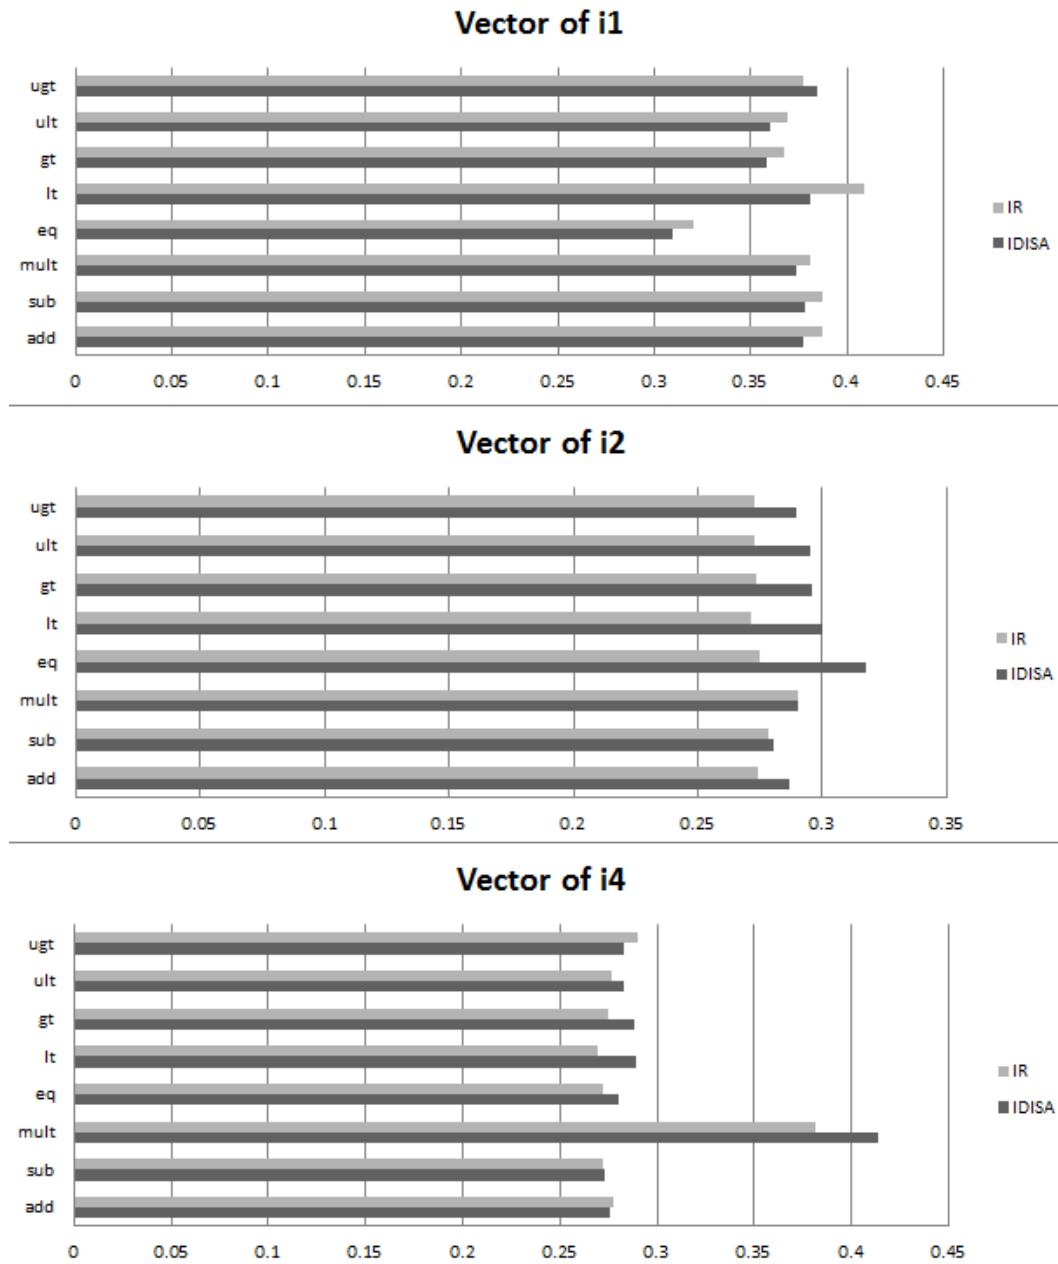 Vector of i1
ugt
ult
gt
lt
eq
mult
sub
add
IR
IDISA
0 0.05 0.1 0.15 0.2 0.25 0.3 0.35 0.4 0.45
Vector of i2
ugt
ult
gt
lt
eq
mult
sub
add
IR
IDISA
0 0.05 0.1 0.15 0.2 0.25 0.3 0.35
Vector of i4
ugt
ult
gt
lt
eq
mult
sub
add
IR
IDISA
0 0.05 0.1 0.15 0.2 0.25 0.3 0.35 0.4 0.45